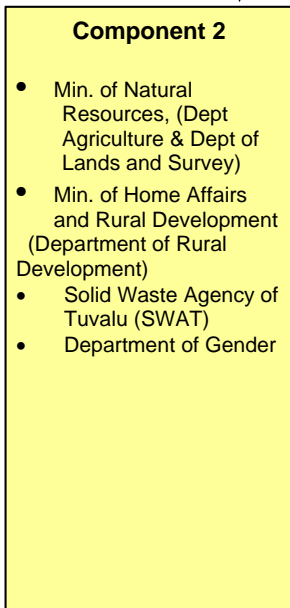 Component 2
• Min. of Natural
Resources, (Dept
Agriculture & Dept of
Lands and Survey)
• Min. of Home Affairs
and Rural Development
(Department of Rural
Development)
• Solid Waste Agency of
Tuvalu (SWAT)
• Department of Gender